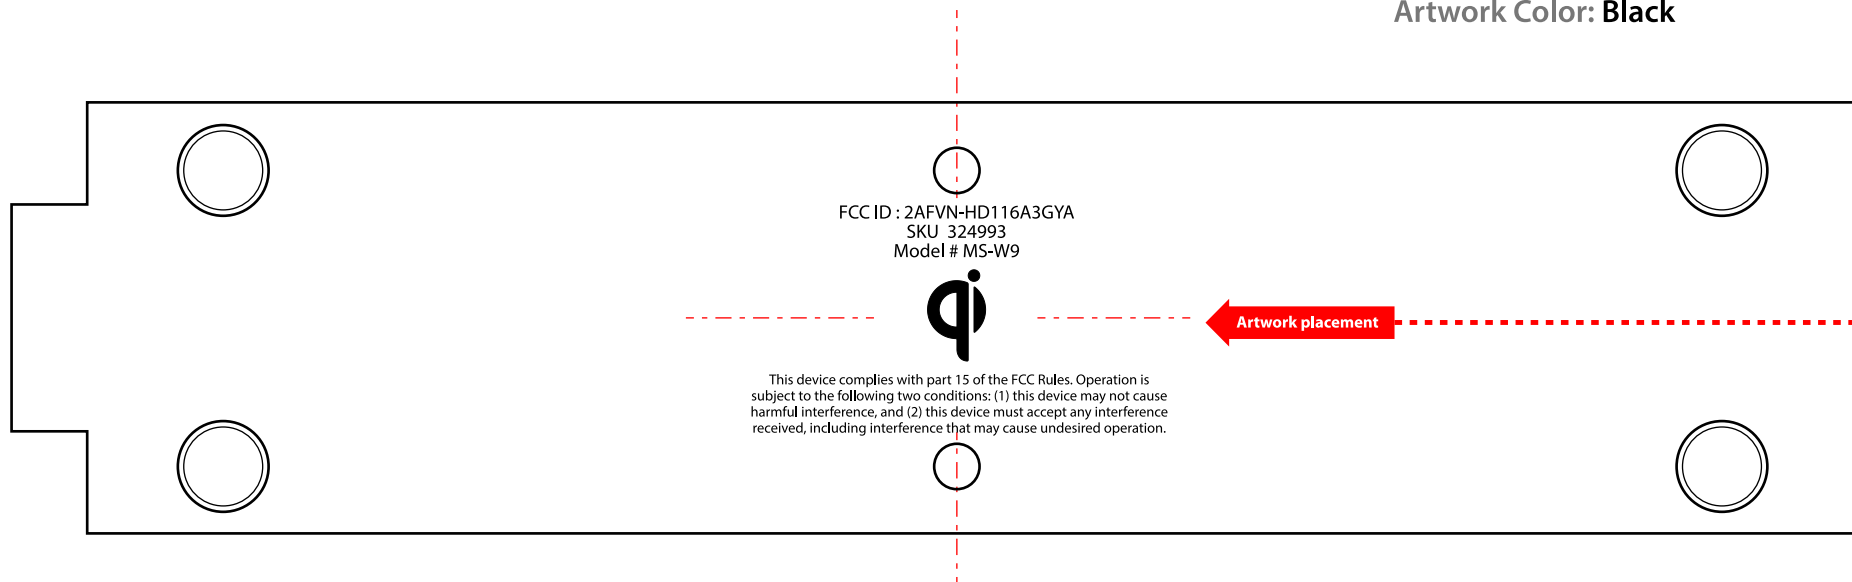 Artwork Color: Black
FCC ID : 2AFVN-HD116A3GYA
SKU 324993
Model # MS-W9
qi
Artwork placement
This device complies with part 15 of the FCC Rules. Operation is
subject to the following two conditions: (1) this device may not cause
harmful interference, and (2) this device must accept any interference
received, including interference that may cause undesired operation.